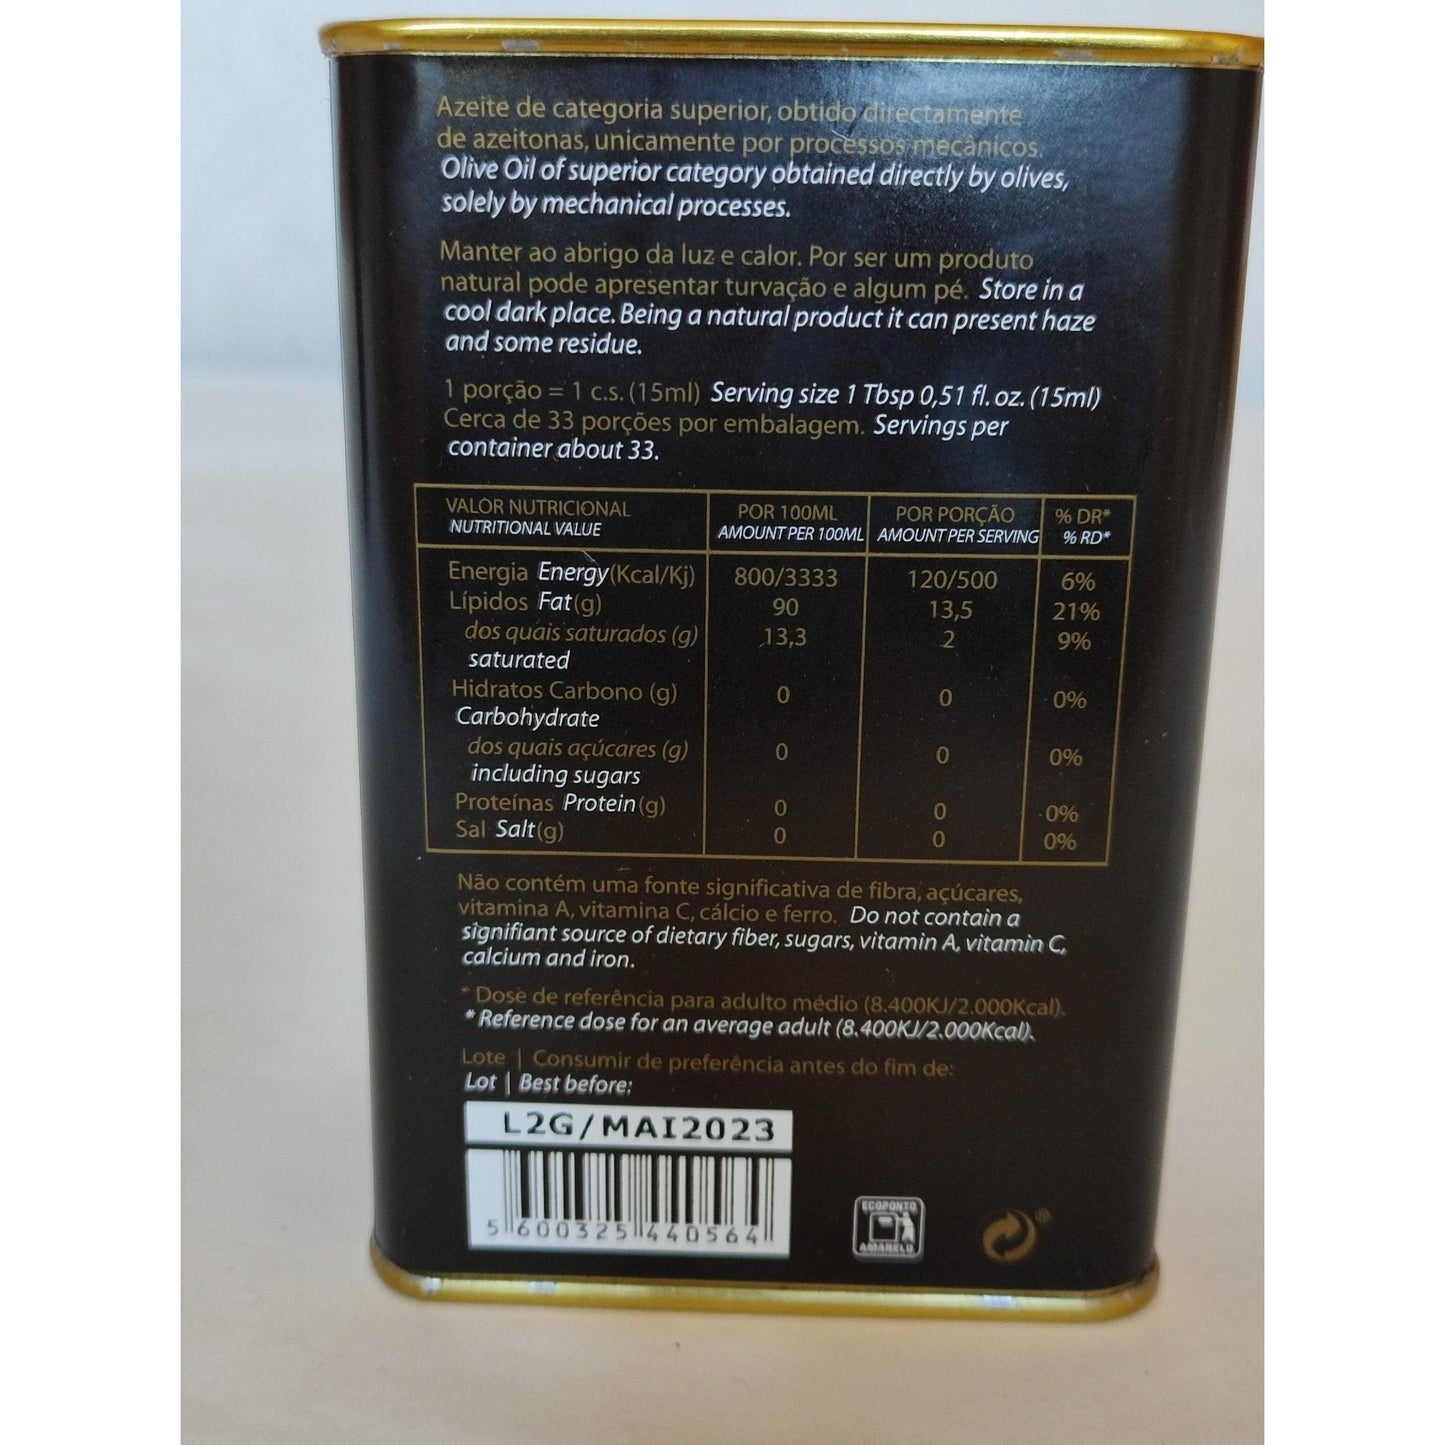 Azeite de categoria superior, obtido directamente
de azeitonas, unicamente por processos mecânicos.
Olive Oil of superior category obtained directly by olives,
solely by mechanical processes.
Manter ao abrigo da luz e calor. Por ser um produto
natural pode apresentar turvação e algum pé. Store in a
cool dark place. Being a natural product it can present haze
and some residue.
1 porção = 1 c.s. (15ml) Serving size 1 Tbsp 0,51 fl. oz. (15ml)
Cerca de 33 porções por embalagem. Servings per
container about 33.
VALOR NUTRICIONAL POR 100ML POR PORÇÃO % DR*
NUTRITIONAL VALUE AMOUNT PER 100ML AMOUNT PER SERVING % RD*
Energia Energy (Kcal/Kj) 800/3333 120/500 6%
Lípidos Fat (g) 90 13,5 21%
dos quais saturados (g) 13,3 2 9%
saturated
Hidratos Carbono (g) 0 0 0%
Carbohydrate
dos quais açúcares (g) 0 0 0%
including sugars
Proteínas Protein (g) 0 0 0%
Sal Salt (g) 0 0 0%
Não contém uma fonte significativa de fibra, açúcares,
vitamina A, vitamina C, cálcio e ferro. Do not contain a
signifiant source of dietary fiber, sugars, vitamin A, vitamin C,
calcium and iron.
* Dose de referência para adulto médio (8.400KJ/2.000Kcal).
* Reference dose for an average adult (8.400KJ/2.000Kcal).
Lote | Consumir de preferência antes do fim de:
Lot | Best before:
L2G/MAI2023
5 600325 440564
ECOPONTO
AMARELO
®